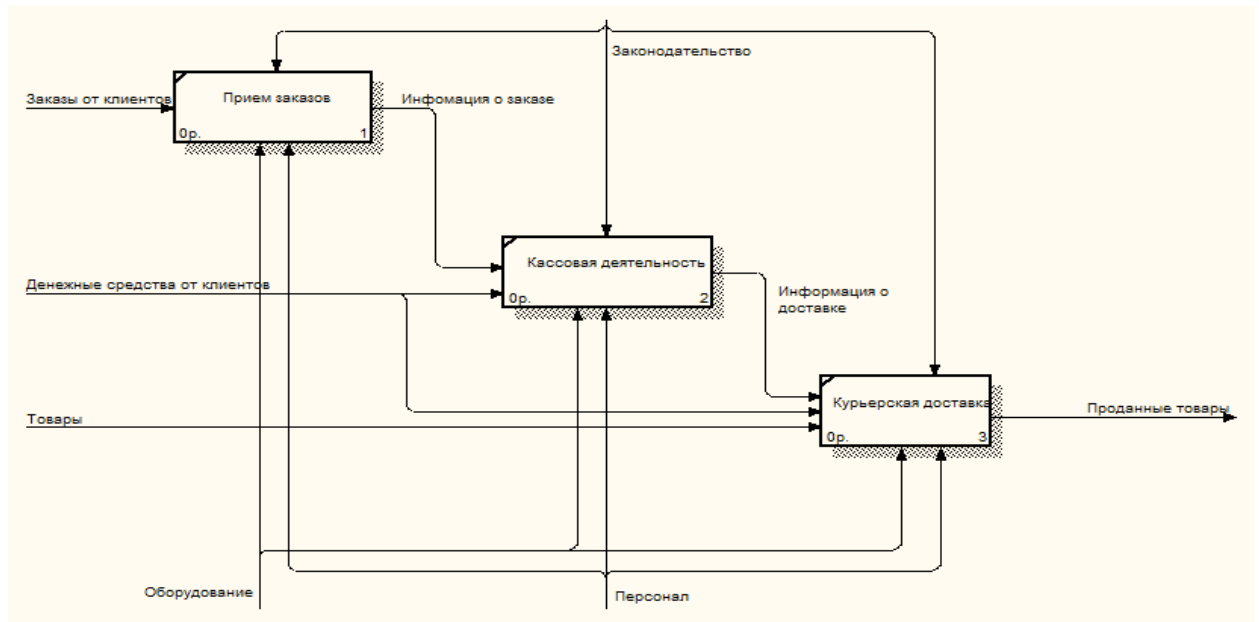 Законодательство
Заказы от клиентов
Прием заказов
Инфомация о заказе
0р.
1
Кассовая деятельность
Денежные средства от клиентов
0р.
2
Информация о
доставке
Курьерская доставка
Проданные товары
Товары
0р.
3
Оборудование
Персонал